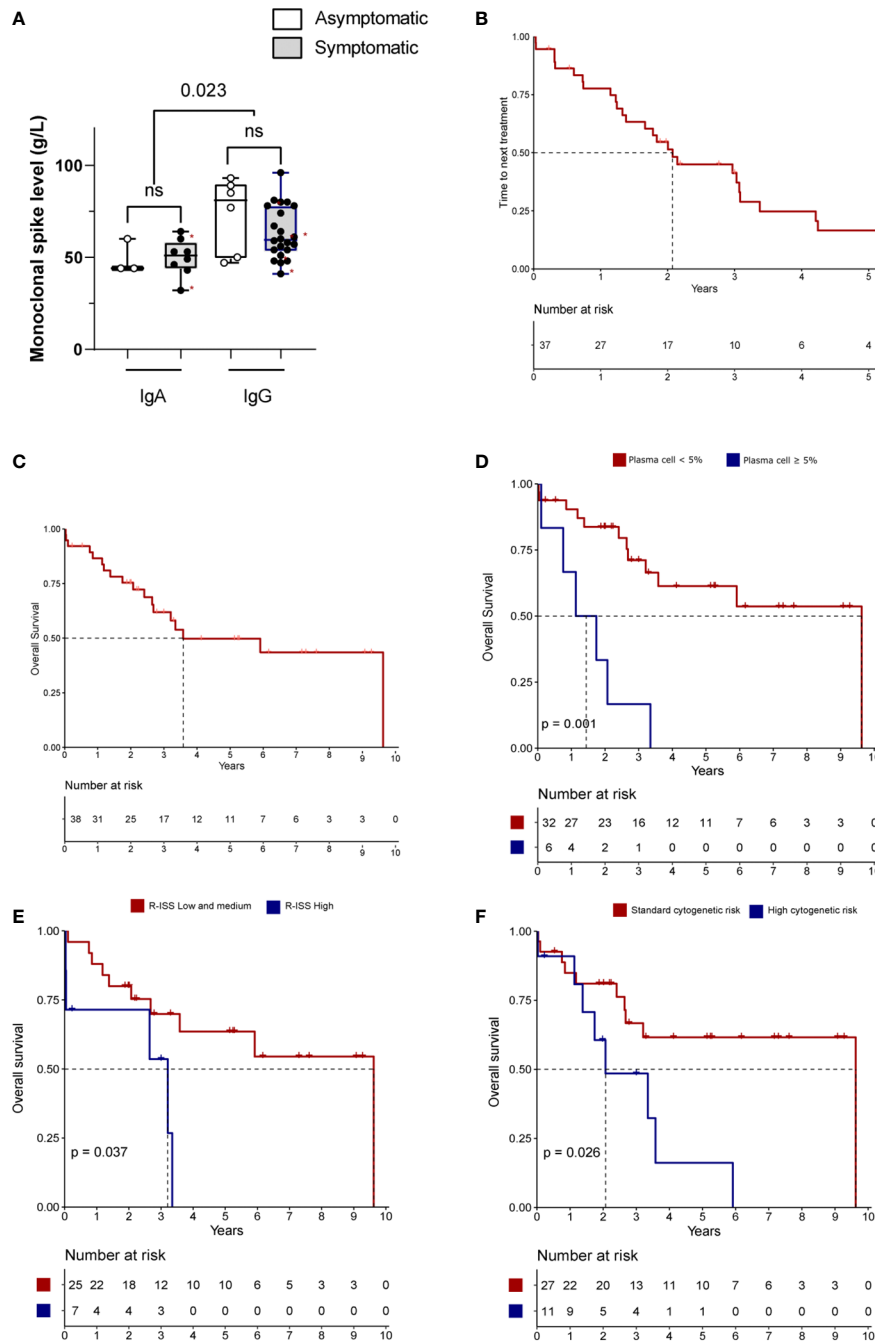 A
Asymptomatic
Symptomatic
0.023
ns
ns
Monoclonal spike level (g/L)
100
50
0
*
*
*
*
IgA
IgG
B
Time to next treatment
1.00
0.75
0.50
0.25
0.00
0 1 2 3 4 5
Years
Number at risk
37 27 17 10 6 4
0 1 2 3 4 5
C
Overall Survival
1.00
0.75
0.50
0.25
0.00
0 1 2 3 4 5 6 7 8 9 10
Years
Number at risk
38 31 25 17 12 11 7 6 3 3 0
0 1 2 3 4 5 6 7 8 9 10
D
Plasma cell < 5% Plasma cell ≥ 5%
Overall Survival
1.00
0.75
0.50
0.25
0.00
p = 0.001
0 1 2 3 4 5 6 7 8 9 10
Years
Number at risk
32 27 23 16 12 11 7 6 3 3 0
6 4 2 1 0 0 0 0 0 0 0
0 1 2 3 4 5 6 7 8 9 10
E
R-ISS Low and medium R-ISS High
Overall survival
1.00
0.75
0.50
0.25
0.00
p = 0.037
0 1 2 3 4 5 6 7 8 9 10
Years
Number at risk
25 22 18 12 10 10 6 5 3 3 0
7 4 4 3 0 0 0 0 0 0 0
0 1 2 3 4 5 6 7 8 9 10
F
Standard cytogenetic risk High cytogenetic risk
Overall survival
1.00
0.75
0.50
0.25
0.00
p = 0.026
0 1 2 3 4 5 6 7 8 9 10
Years
Number at risk
27 22 20 13 11 10 7 6 3 3 0
11 9 5 4 1 1 0 0 0 0 0
0 1 2 3 4 5 6 7 8 9 10